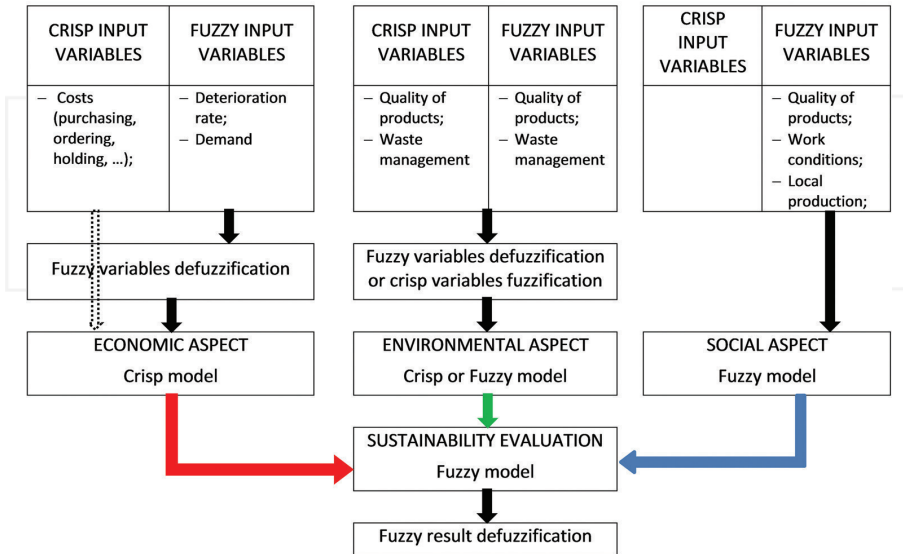 CRISP INPUT
VARIABLES
– Costs
(purchasing,
ordering,
holding, ...);
FUZZY INPUT
VARIABLES
– Deterioration
rate;
– Demand
CRISP INPUT
VARIABLES
– Quality of
products;
– Waste
management
FUZZY INPUT
VARIABLES
– Quality of
products;
– Waste
management
CRISP
INPUT
VARIABLES
FUZZY INPUT
VARIABLES
– Quality of
products;
– Work
conditions;
– Local
production;
Fuzzy variables defuzzification
Fuzzy variables defuzzification
or crisp variables fuzzification
ECONOMIC ASPECT
Crisp model
ENVIRONMENTAL ASPECT
Crisp or Fuzzy model
SOCIAL ASPECT
Fuzzy model
SUSTAINABILITY EVALUATION
Fuzzy model
Fuzzy result defuzzification